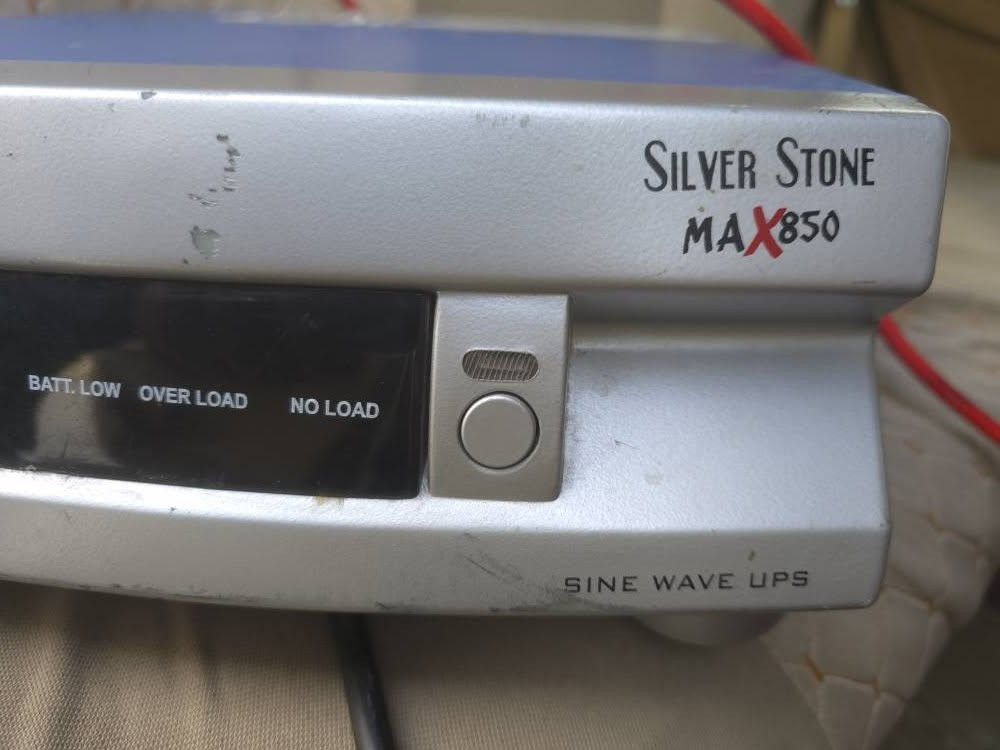 SILVER STONE
MAX850
BATT. LOW OVER LOAD NO LOAD
SINE WAVE UPS